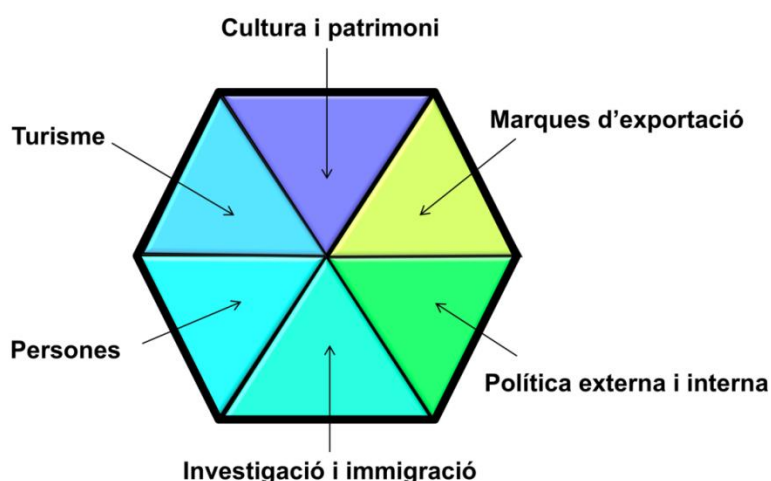 Cultura i patrimoni
Turisme
Marques d’exportació
Persones
Política externa i interna
Investigació i immigració